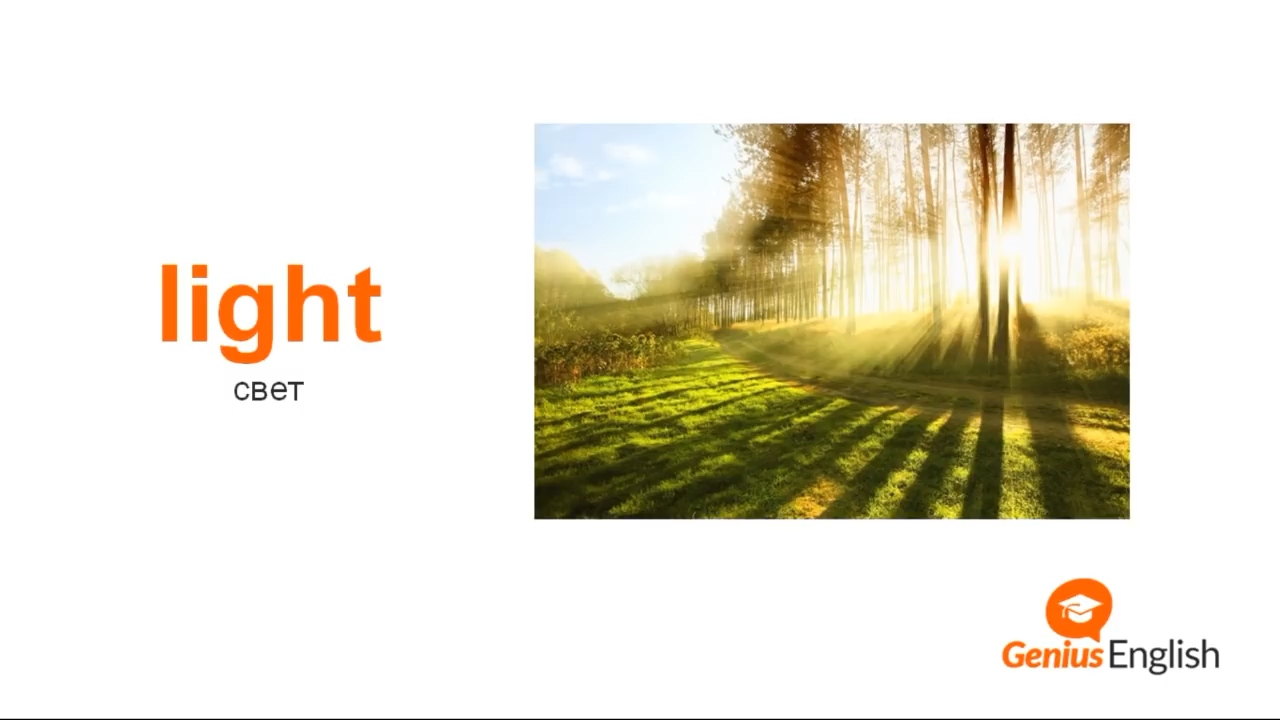 light
свет
Genius English